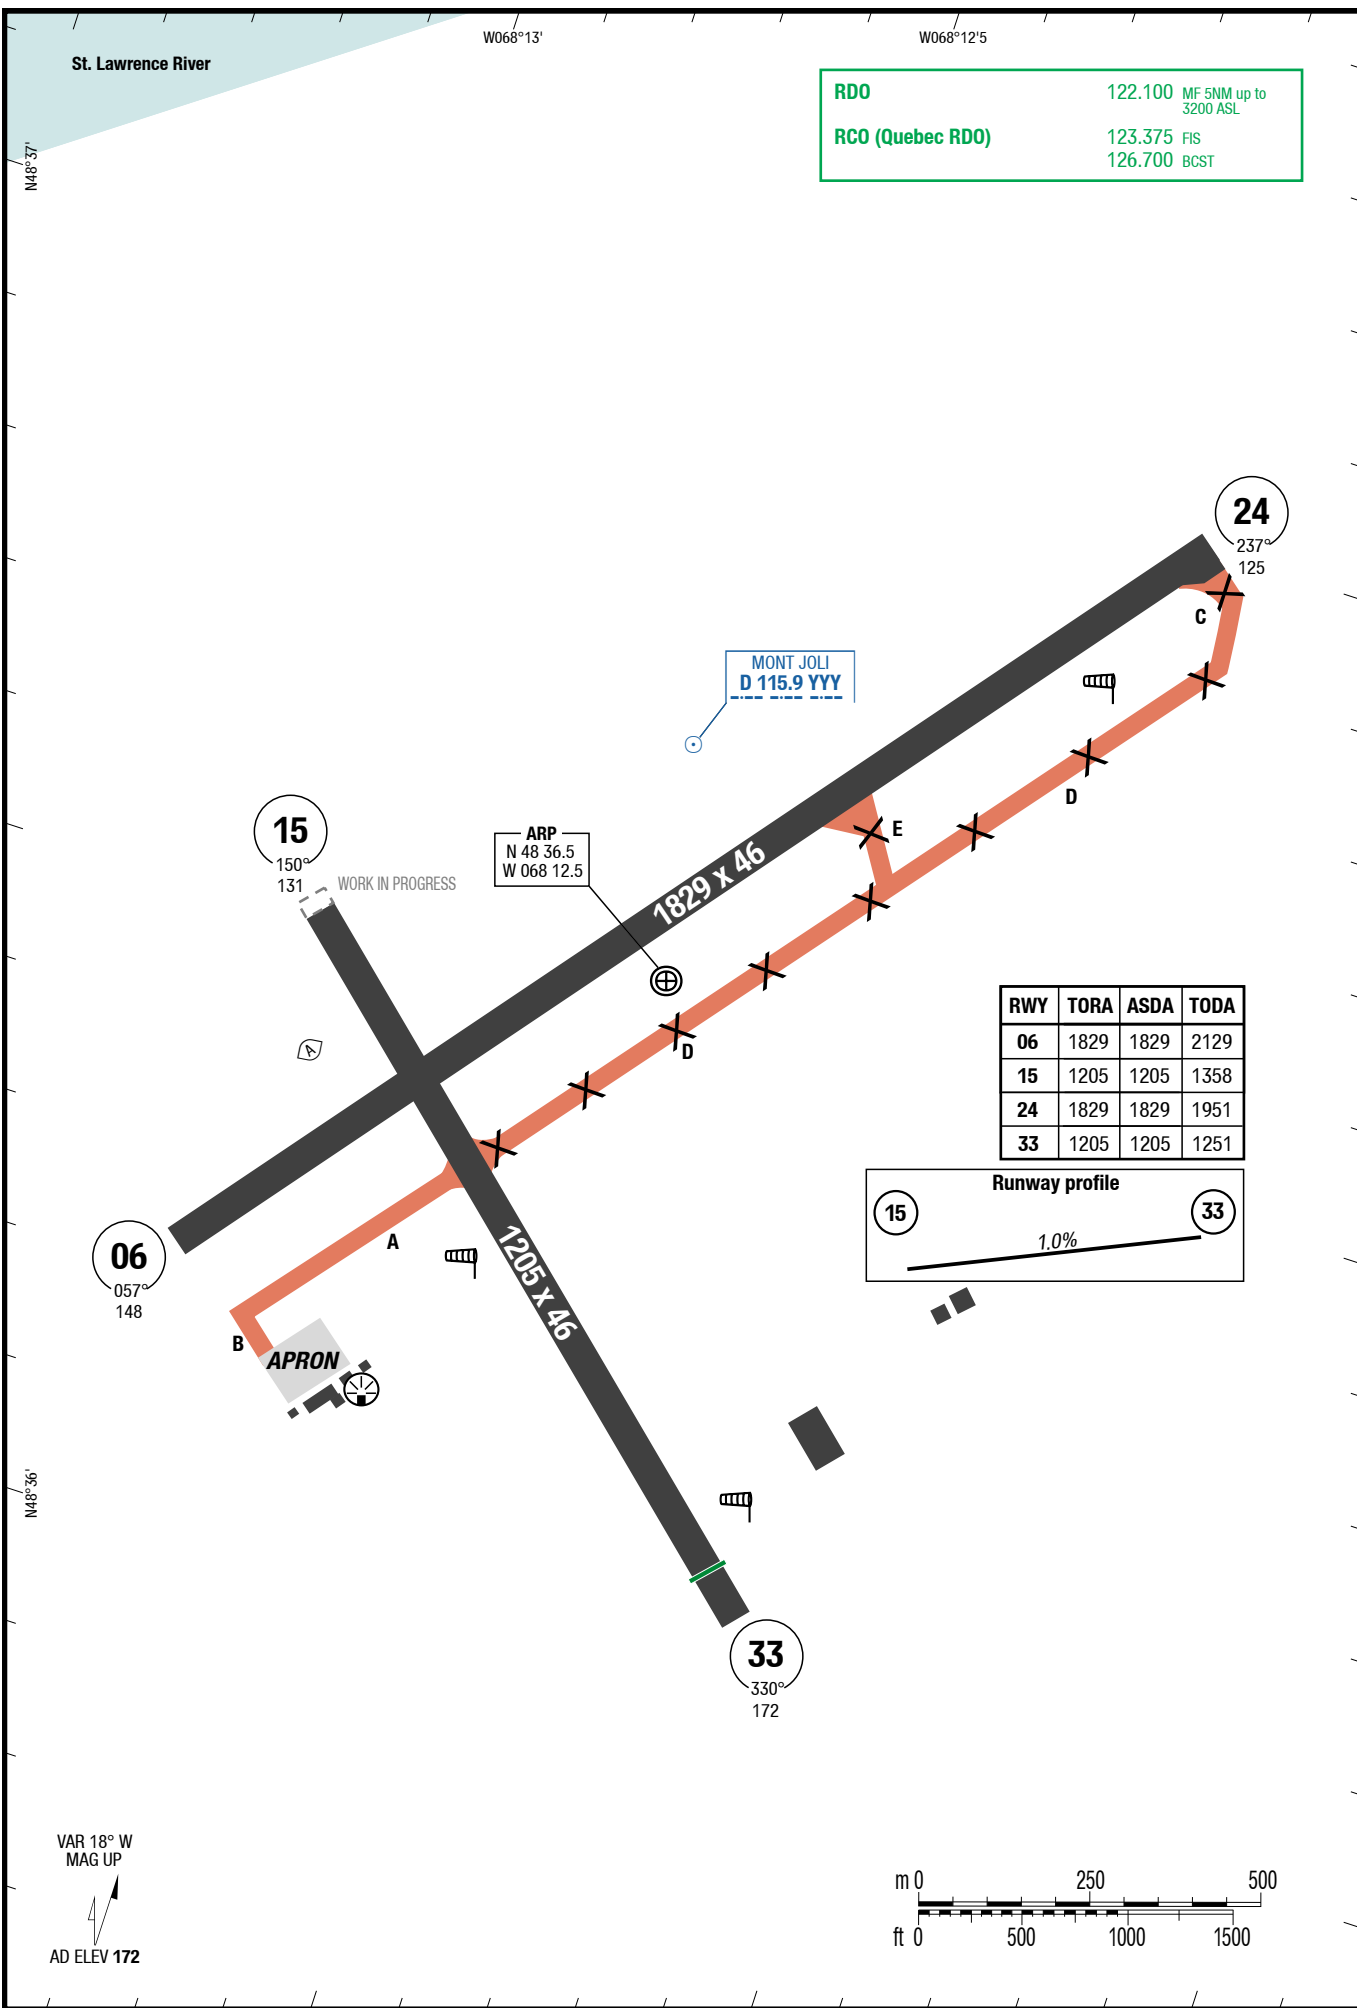 W068°13'
W068°12'5
St. Lawrence River
RDO 122.100 MF 5NM up to
3200 ASL
RCO (Quebec RDO) 123.375 FIS
126.700 BCST
N48°37'
24
237°
125
C
MONT JOLI
D 115.9 YYY
D
15
150°
131
WORK IN PROGRESS
ARP
N 48 36.5
W 068 12.5
E
1829 x 46
RWY TORA ASDA TODA
06 1829 1829 2129
15 1205 1205 1358
24 1829 1829 1951
33 1205 1205 1251
A
D
Runway profile
15 33
1.0%
06
057°
148
A
1205 x 46
B
APRON
N48°36'
33
330°
172
VAR 18° W
MAG UP
AD ELEV 172
m 0 250 500
ft 0 500 1000 1500